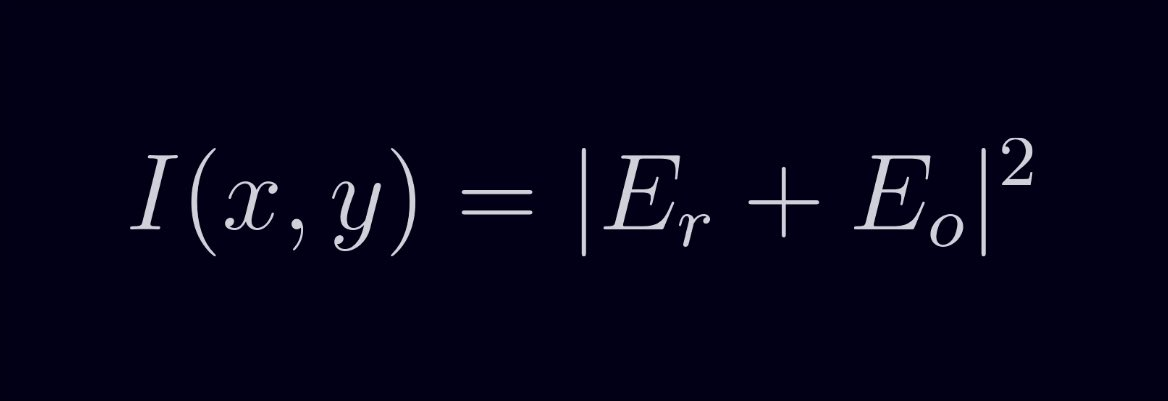 I(x, y) = |E_r + E_o|^2